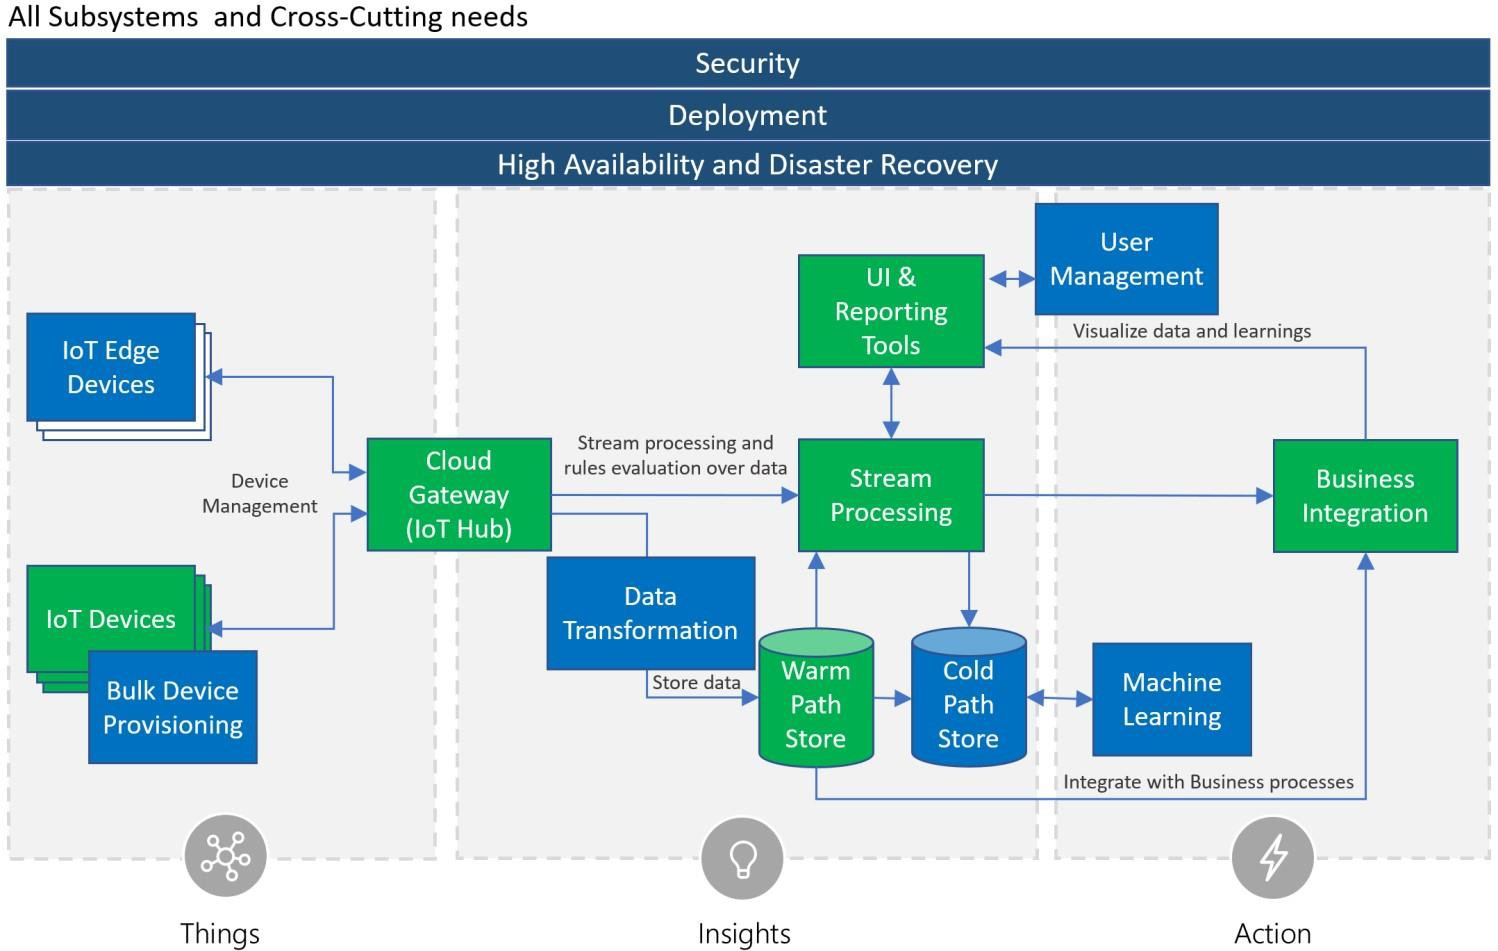 All Subsystems  and Cross-Cutting needs
Security
Deployment
High Availability and Disaster Recovery
User
Management
UI &
Reporting
Tools
Visualize data and learnings
IoT Edge
Devices
Device
Management
Cloud
Gateway
(IoT Hub)
Stream processing and
rules evaluation over data
Stream
Processing
Business
Integration
IoT Devices
Bulk Device
Provisioning
Data
Transformation
Store data
Warm
Path
Store
Cold
Path
Store
Machine
Learning
Integrate with Business processes
Things
Insights
Action